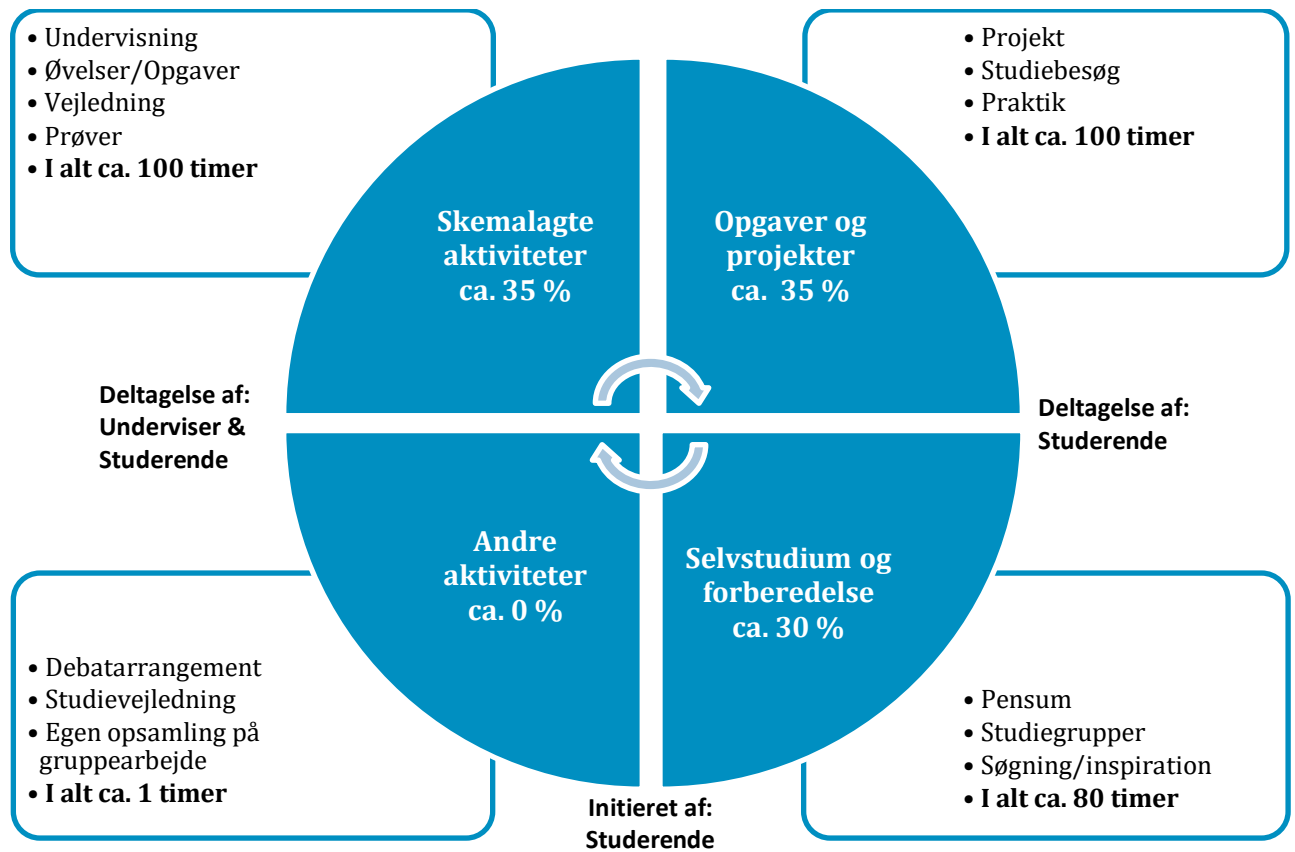 • Undervisning
• Øvelser/Opgaver
• Vejledning
• Prøver
• I alt ca. 100 timer
• Projekt
• Studiebesøg
• Praktik
• I alt ca. 100 timer
Skemalagte
aktiviteter
ca. 35 %
Opgaver og
projekter
ca. 35 %
Deltagelse af:
Underviser &
Studerende
Deltagelse af:
Studerende
Andre
aktiviteter
ca. 0 %
Selvstudium og
forberedelse
ca. 30 %
• Debatarrangement
• Studievejledning
• Egen opsamling på
gruppearbejde
• I alt ca. 1 timer
• Pensum
• Studiegrupper
• Søgning/inspiration
• I alt ca. 80 timer
Initieret af:
Studerende